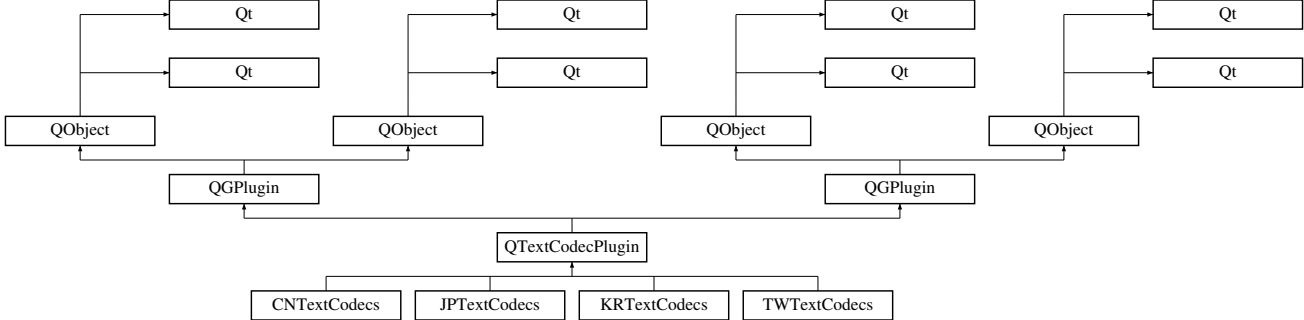 Qt Qt Qt Qt
Qt Qt Qt Qt
QObject QObject QObject QObject
QGPlugin QGPlugin
QTextCodecPlugin
CNTextCodecs JPTextCodecs KRTextCodecs TWTextCodecs